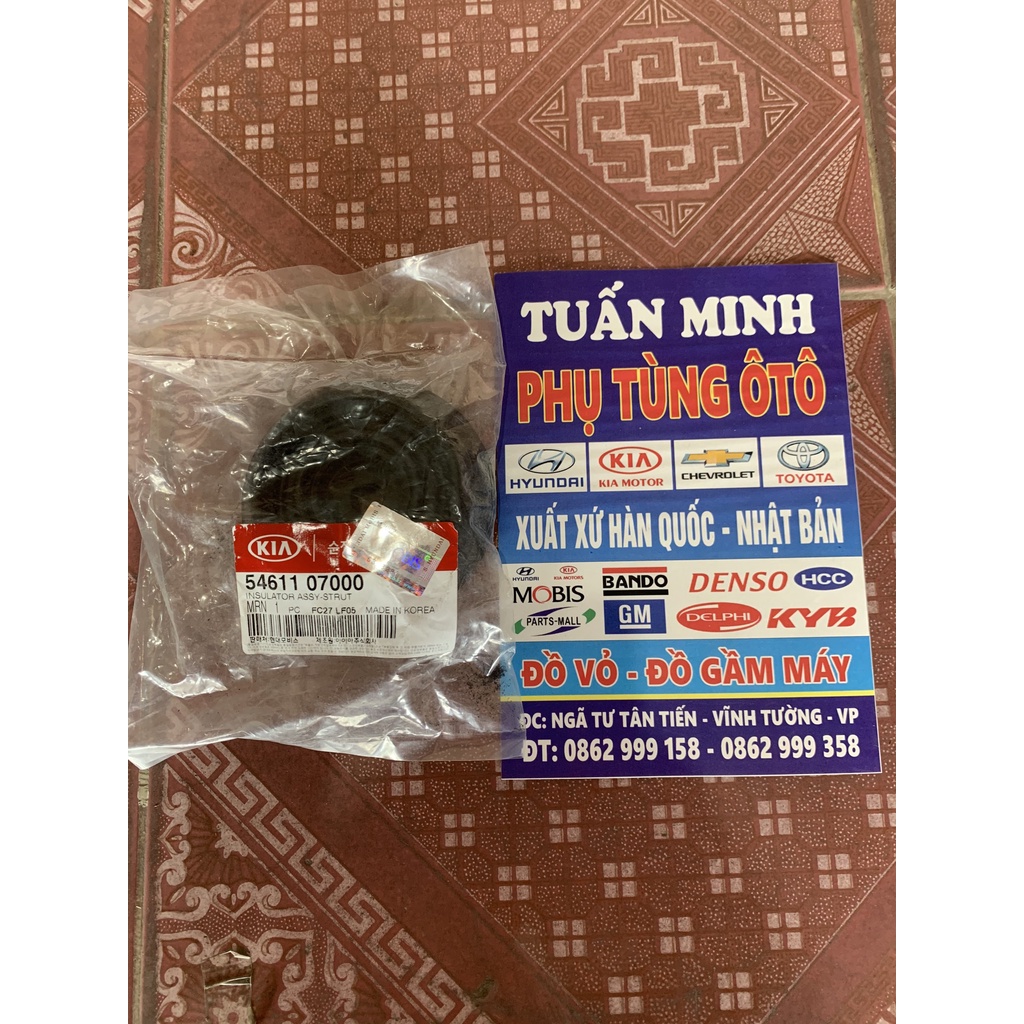 KIA
순정
54611 07000
INSULATOR ASSY-STRUT
MRN 1 PC FC27 LF05 MADE IN KOREA
TUẤN MINH
PHỤ TÙNG ÔTÔ
HYUNDAI
KIA
KIA MOTOR
CHEVROLET
TOYOTA
XUẤT XỨ HÀN QUỐC - NHẬT BẢN
HYUNDAI
KIA
KIA MOTORS
MOBIS
PARTS-MALL
BANDO
GM
DENSO
HCC
DELPHI
KYB
ĐỒ VỎ - ĐỒ GẦM MÁY
ĐC: NGÃ TƯ TÂN TIẾN - VĨNH TƯỜNG - VP
ĐT: 0862 999 158 - 0862 999 358